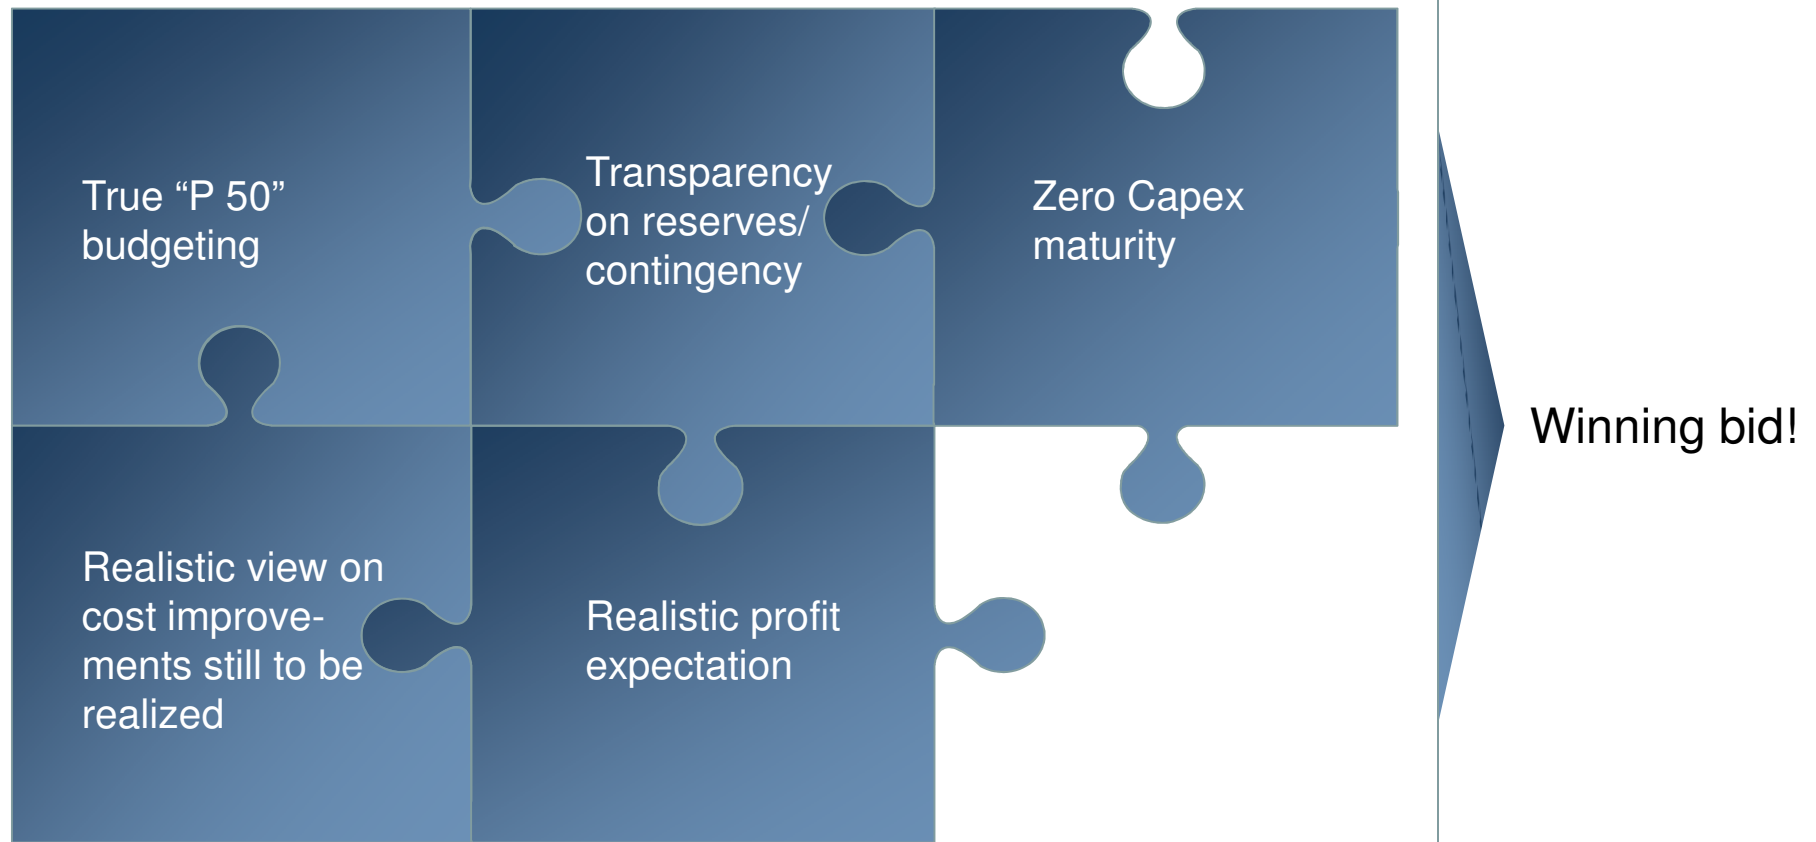 True “P 50”
budgeting
Transparency
on reserves/
contingency
Zero Capex
maturity
Realistic view on
cost improve-
ments still to be
realized
Realistic profit
expectation
Winning bid!